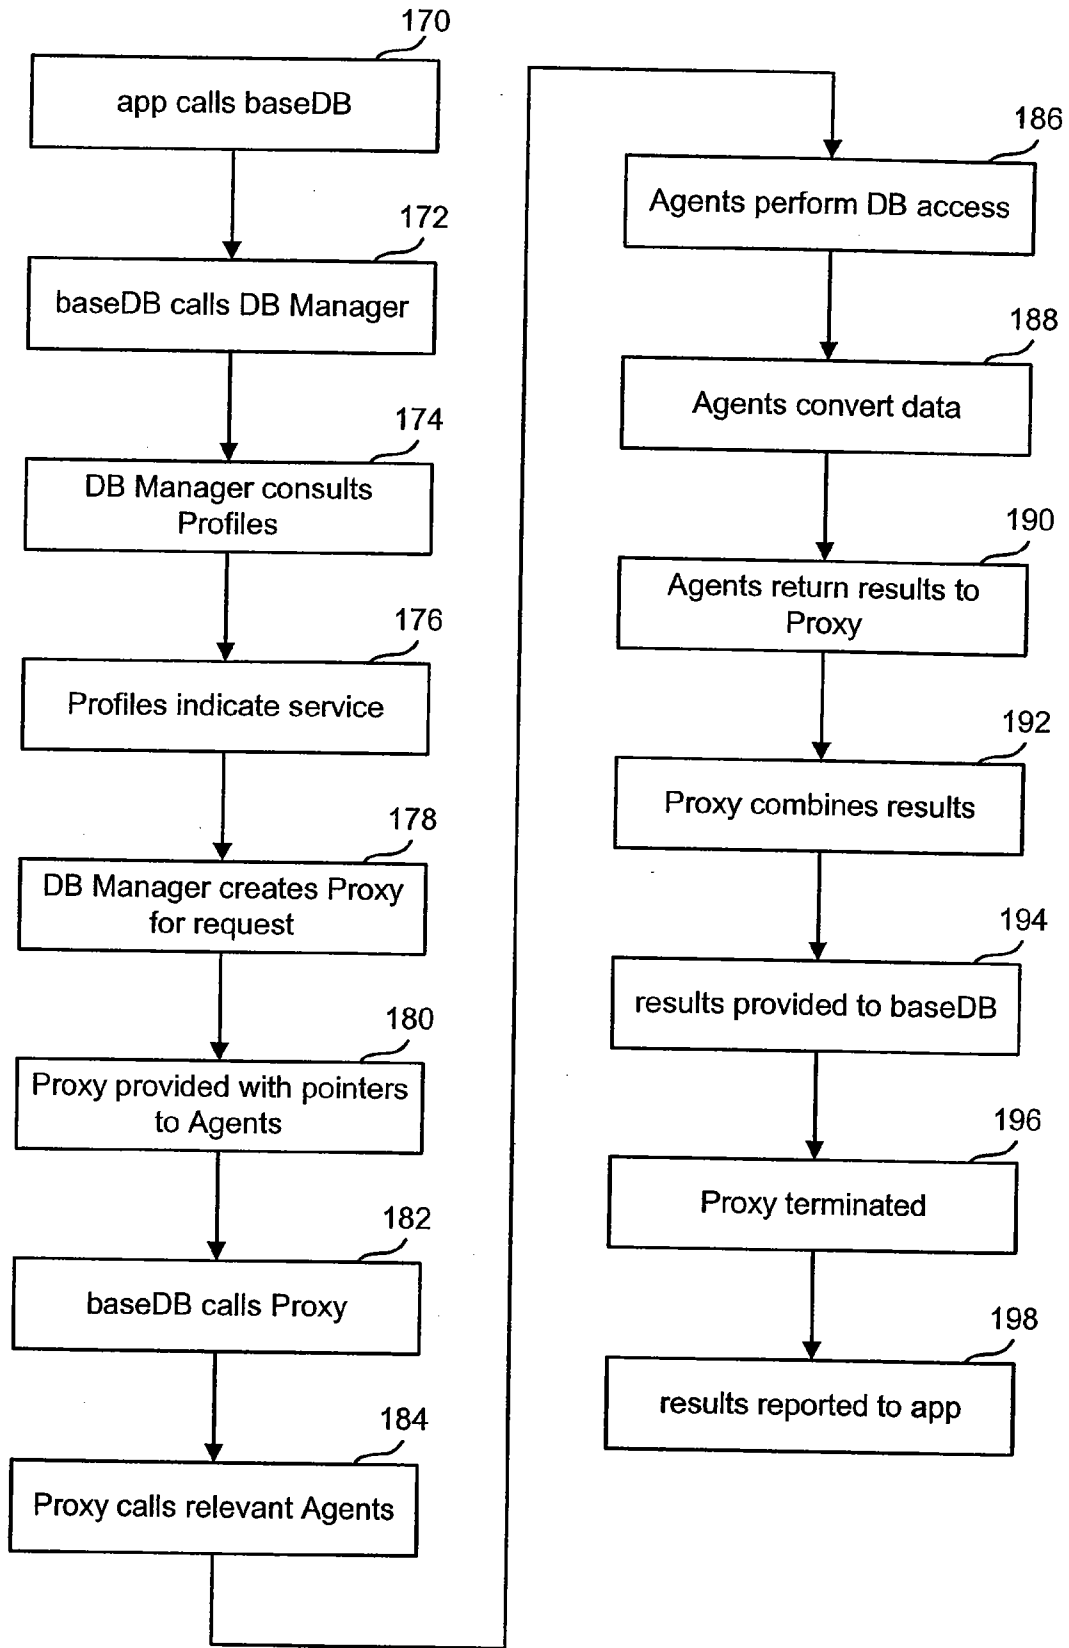 170
app calls baseDB
172
baseDB calls DB Manager
174
DB Manager consults
Profiles
176
Profiles indicate service
178
DB Manager creates Proxy
for request
180
Proxy provided with pointers
to Agents
182
baseDB calls Proxy
184
Proxy calls relevant Agents
186
Agents perform DB access
188
Agents convert data
190
Agents return results to
Proxy
192
Proxy combines results
194
results provided to baseDB
196
Proxy terminated
198
results reported to app